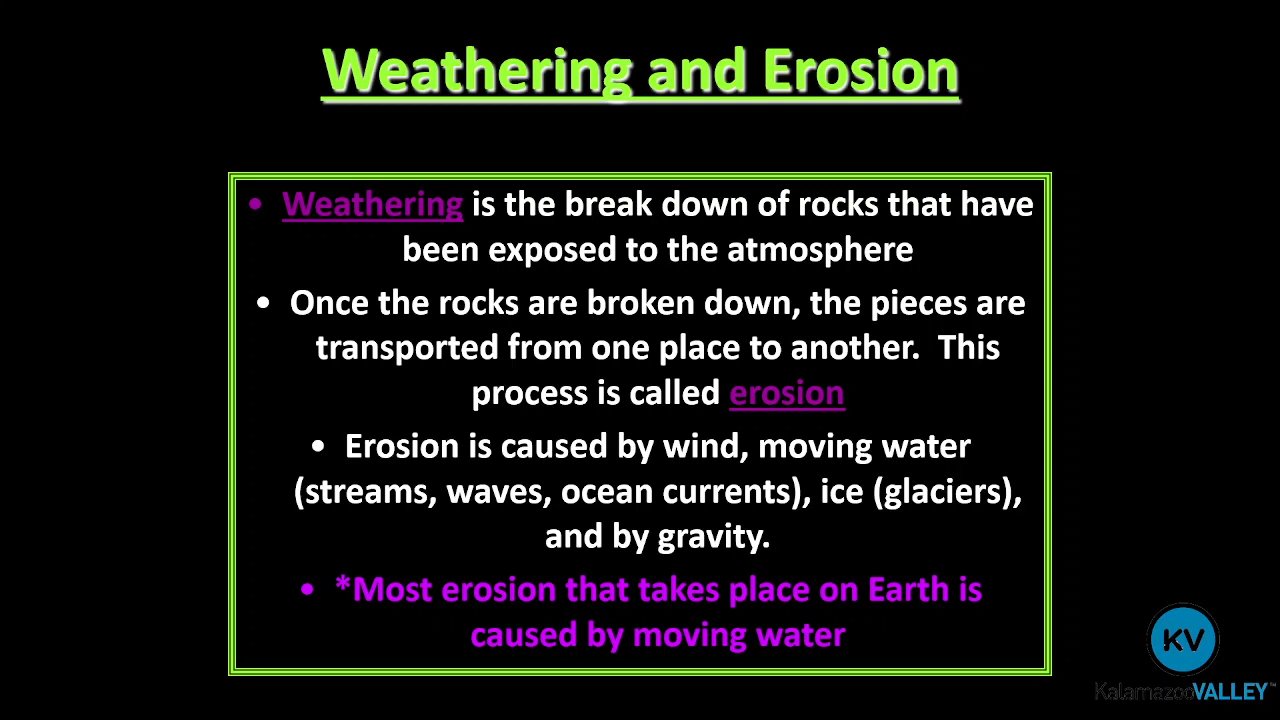 Weathering and Erosion
• Weathering is the break down of rocks that have
been exposed to the atmosphere
• Once the rocks are broken down, the pieces are
transported from one place to another. This
process is called erosion
• Erosion is caused by wind, moving water
(streams, waves, ocean currents), ice (glaciers),
and by gravity.
• *Most erosion that takes place on Earth is
caused by moving water
KV
KalamazooVALLEY™